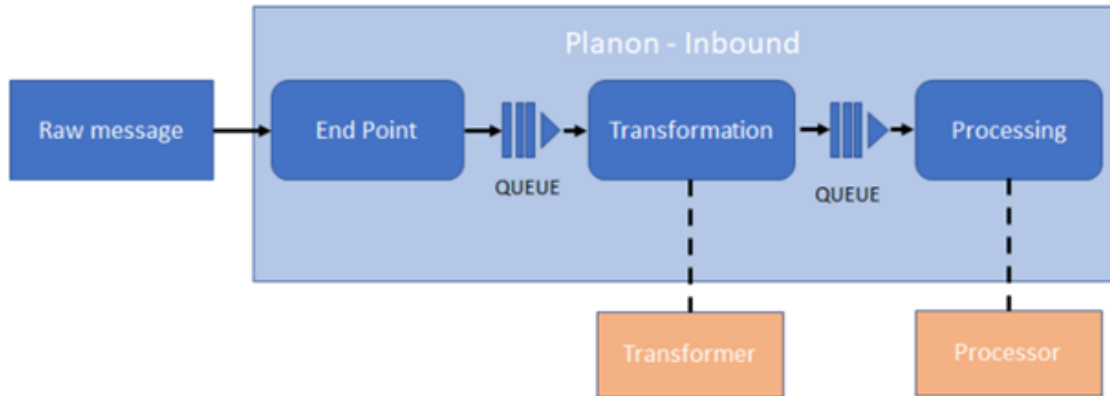 Planon - Inbound
Raw message
End Point
QUEUE
Transformation
QUEUE
Processing
Transformer
Processor